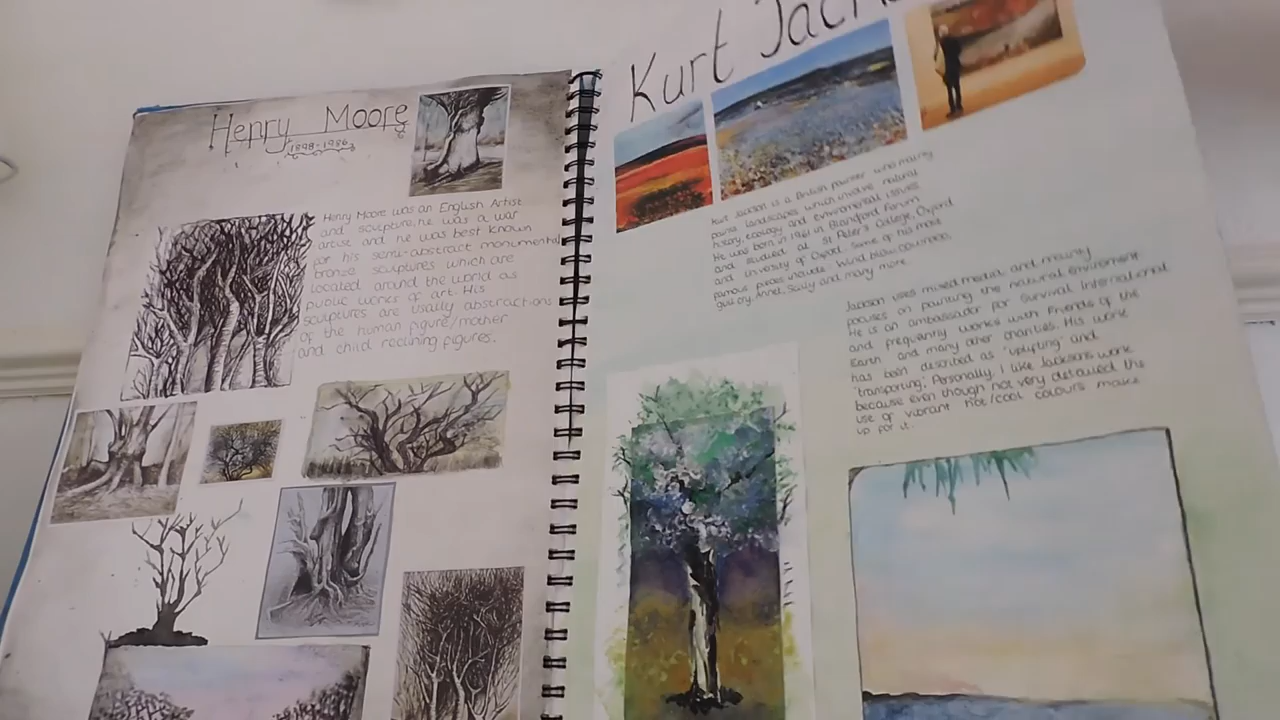 Henry Moore
1898-1986
Henry Moore was an English Artist
and sculpture, he was a war
artist and he was best known
for his semi-abstract monumental
bronze sculptures which are
located around the world as
public works of art. His
sculptures are usually abstractions
of the human figure/mother
and child reclining figures.
Kurt Jack
Kurt Jackson is a British painter who mainly
paints landscapes which involve natural
history, ecology and enviromental issues.
He was born in 1961 in Blandford Forum
and studied at St Peter's College, Oxford
and University of Oxford. Some of his most
famous pieces include
and many more.
Jackson uses mixed media and mainly
focuses on painting the natural enviroment
He is an ambassador for Survival International
and frequently works with Friends of the
Earth and many other charities. His work
has been described as 'uplifting' and
'transporting'. Personally, I like Jacksons work
because even though not very detailed the
use of vibrant hot/cool colours make
up for it.